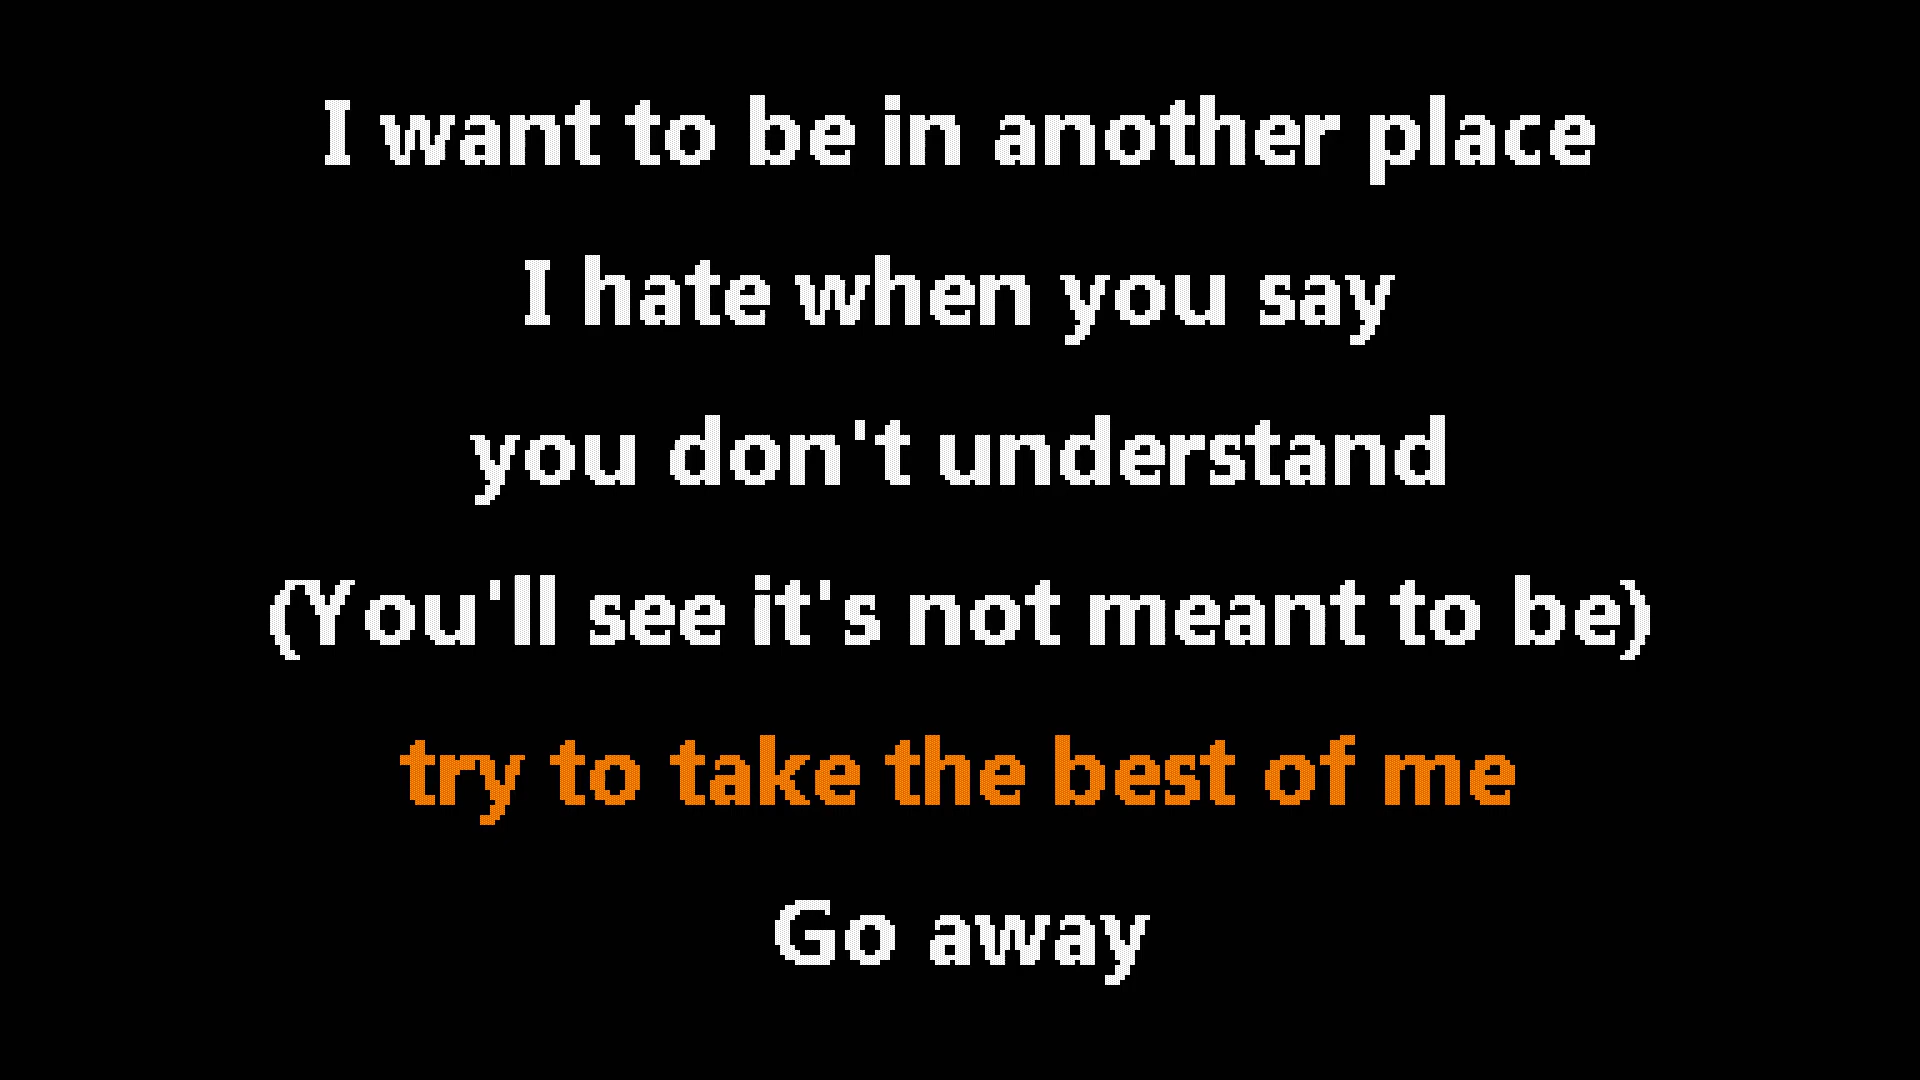 I want to be in another place
I hate when you say
you don't understand
(You'll see it's not meant to be)
try to take the best of me
Go away